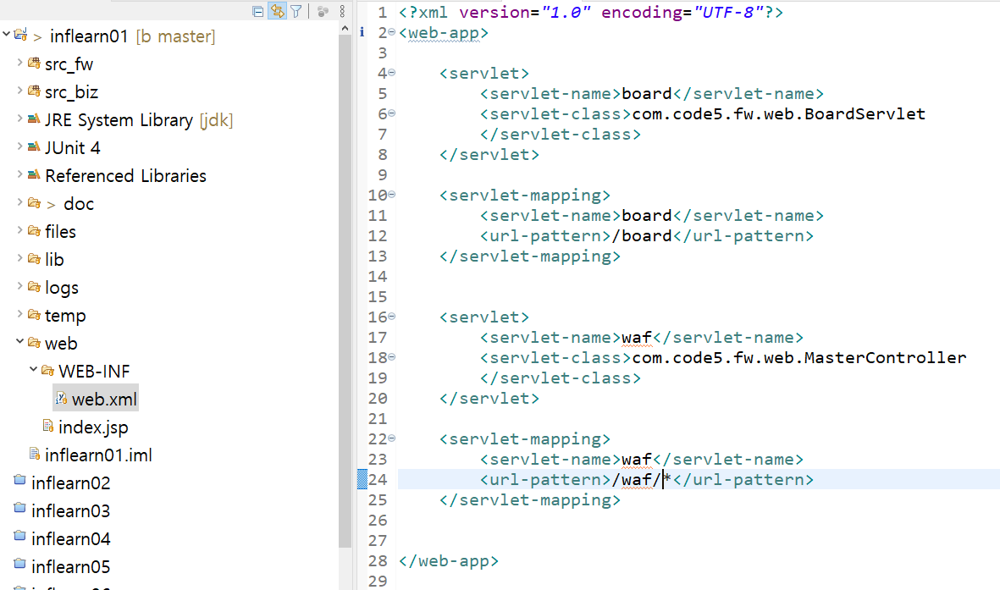 inflearn01 [b master]
src_fw
src_biz
JRE System Library [jdk]
JUnit 4
Referenced Libraries
> doc
files
lib
logs
temp
web
WEB-INF
web.xml
index.jsp
inflearn01.iml
inflearn02
inflearn03
inflearn04
inflearn05
1 <?xml version="1.0" encoding="UTF-8"?>
2 <web-app>
3
4 <servlet>
5 <servlet-name>board</servlet-name>
6 <servlet-class>com.code5.fw.web.BoardServlet
7 </servlet-class>
8 </servlet>
9
10 <servlet-mapping>
11 <servlet-name>board</servlet-name>
12 <url-pattern>/board</url-pattern>
13 </servlet-mapping>
14
15
16 <servlet>
17 <servlet-name>waf</servlet-name>
18 <servlet-class>com.code5.fw.web.MasterController
19 </servlet-class>
20 </servlet>
21
22 <servlet-mapping>
23 <servlet-name>waf</servlet-name>
24 <url-pattern>/waf/*</url-pattern>
25 </servlet-mapping>
26
27
28 </web-app>
29